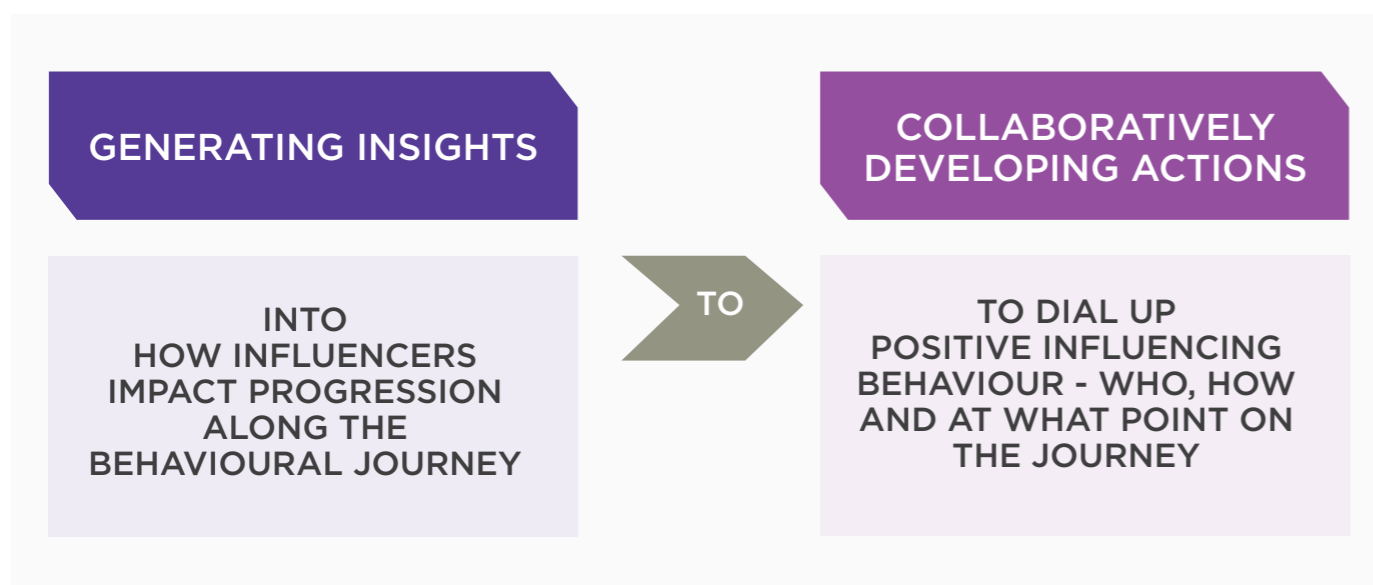 GENERATING INSIGHTS
INTO
HOW INFLUENCERS
IMPACT PROGRESSION
ALONG THE
BEHAVIOURAL JOURNEY
TO
COLLABORATIVELY
DEVELOPING ACTIONS
TO DIAL UP
POSITIVE INFLUENCING
BEHAVIOUR - WHO, HOW
AND AT WHAT POINT ON
THE JOURNEY